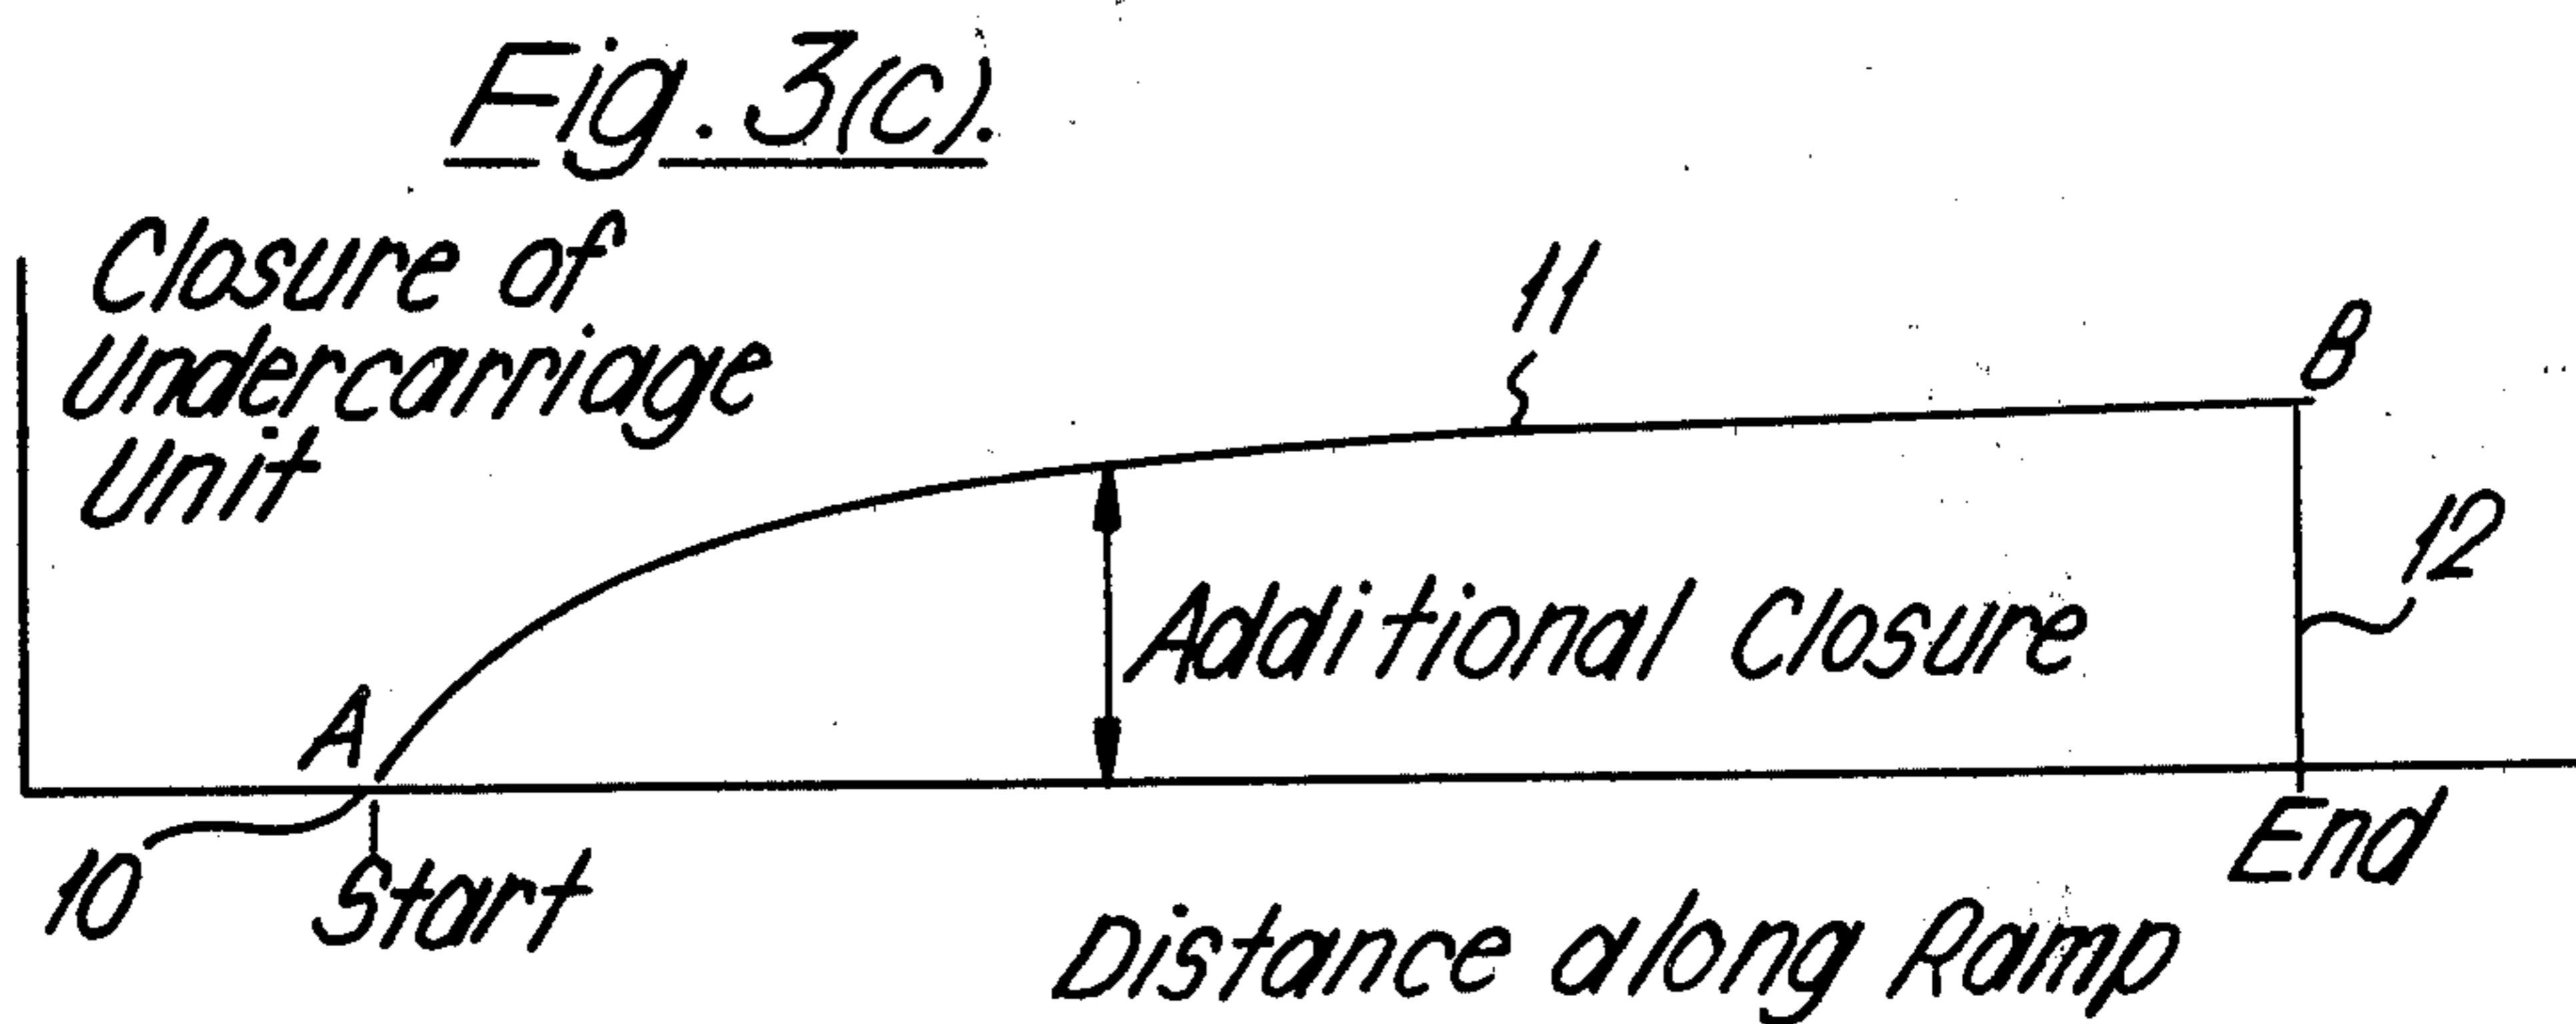 Fig. 3(c).
Closure of
Undercarriage
Unit
11
B
12
Additional Closure
A
10
Start
End
Distance along Ramp